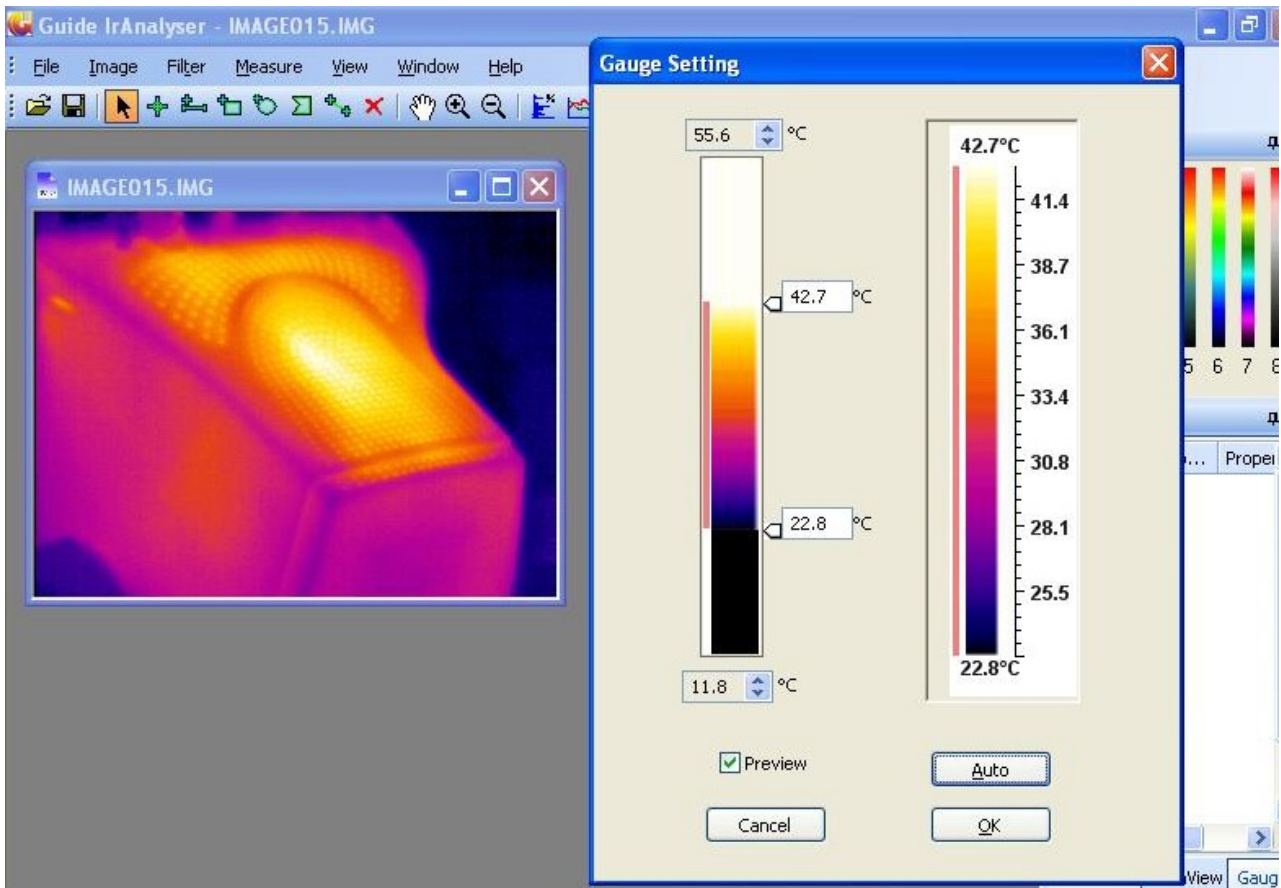 Guide IrAnalyser - IMAGE015.IMG
File Image Filter Measure View Window Help
IMAGE015.IMG
Gauge Setting
55.6 °C
42.7 °C
22.8 °C
11.8 °C
42.7°C
41.4
38.7
36.1
33.4
30.8
28.1
25.5
22.8°C
Preview
Auto
Cancel
OK
5 6 7 8
... Proper
View Gaug